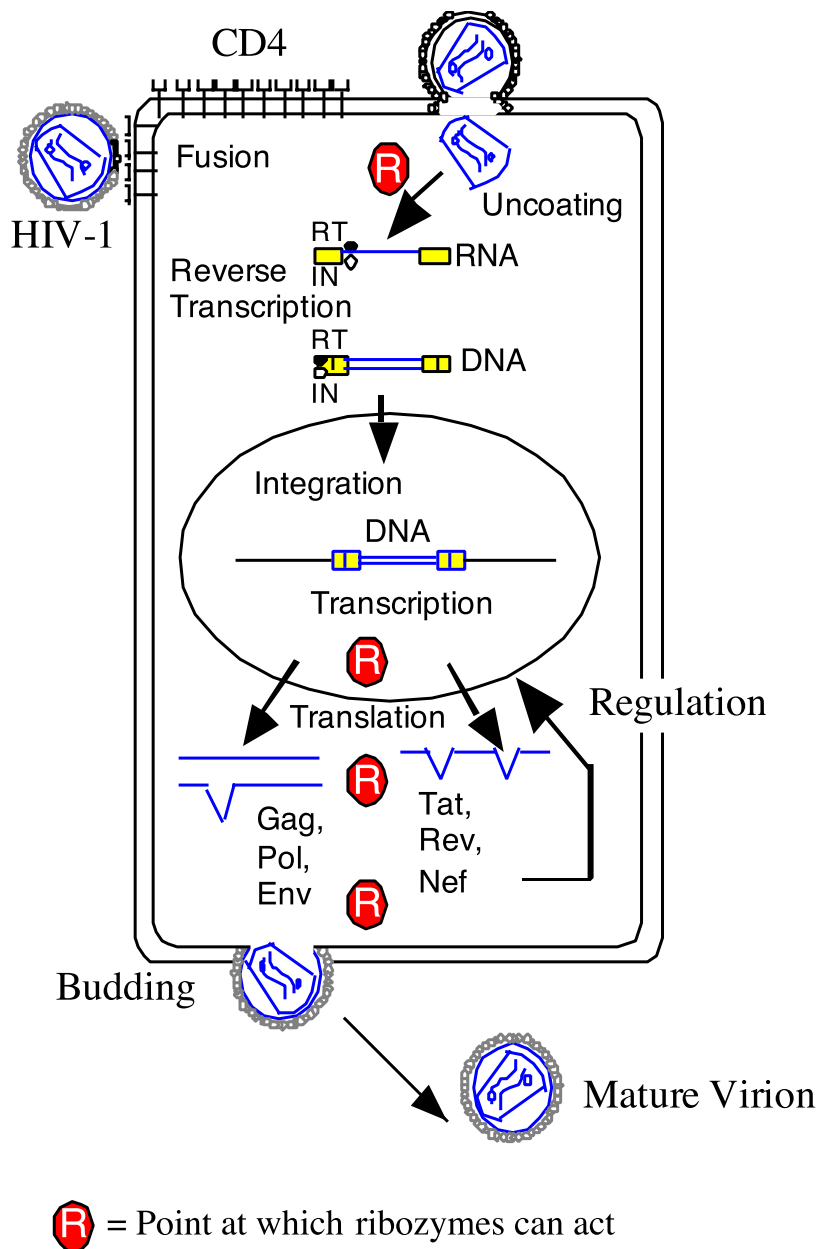 CD4
Fusion
R
HIV-1
Uncoating
RT
RNA
Reverse
IN
Transcription
RT
DNA
IN
Integration
DNA
Transcription
R
Regulation
Translation
R
Tat,
Gag,
Rev,
Pol,
Nef
Env
R
Budding
Mature Virion
R = Point at which ribozymes can act